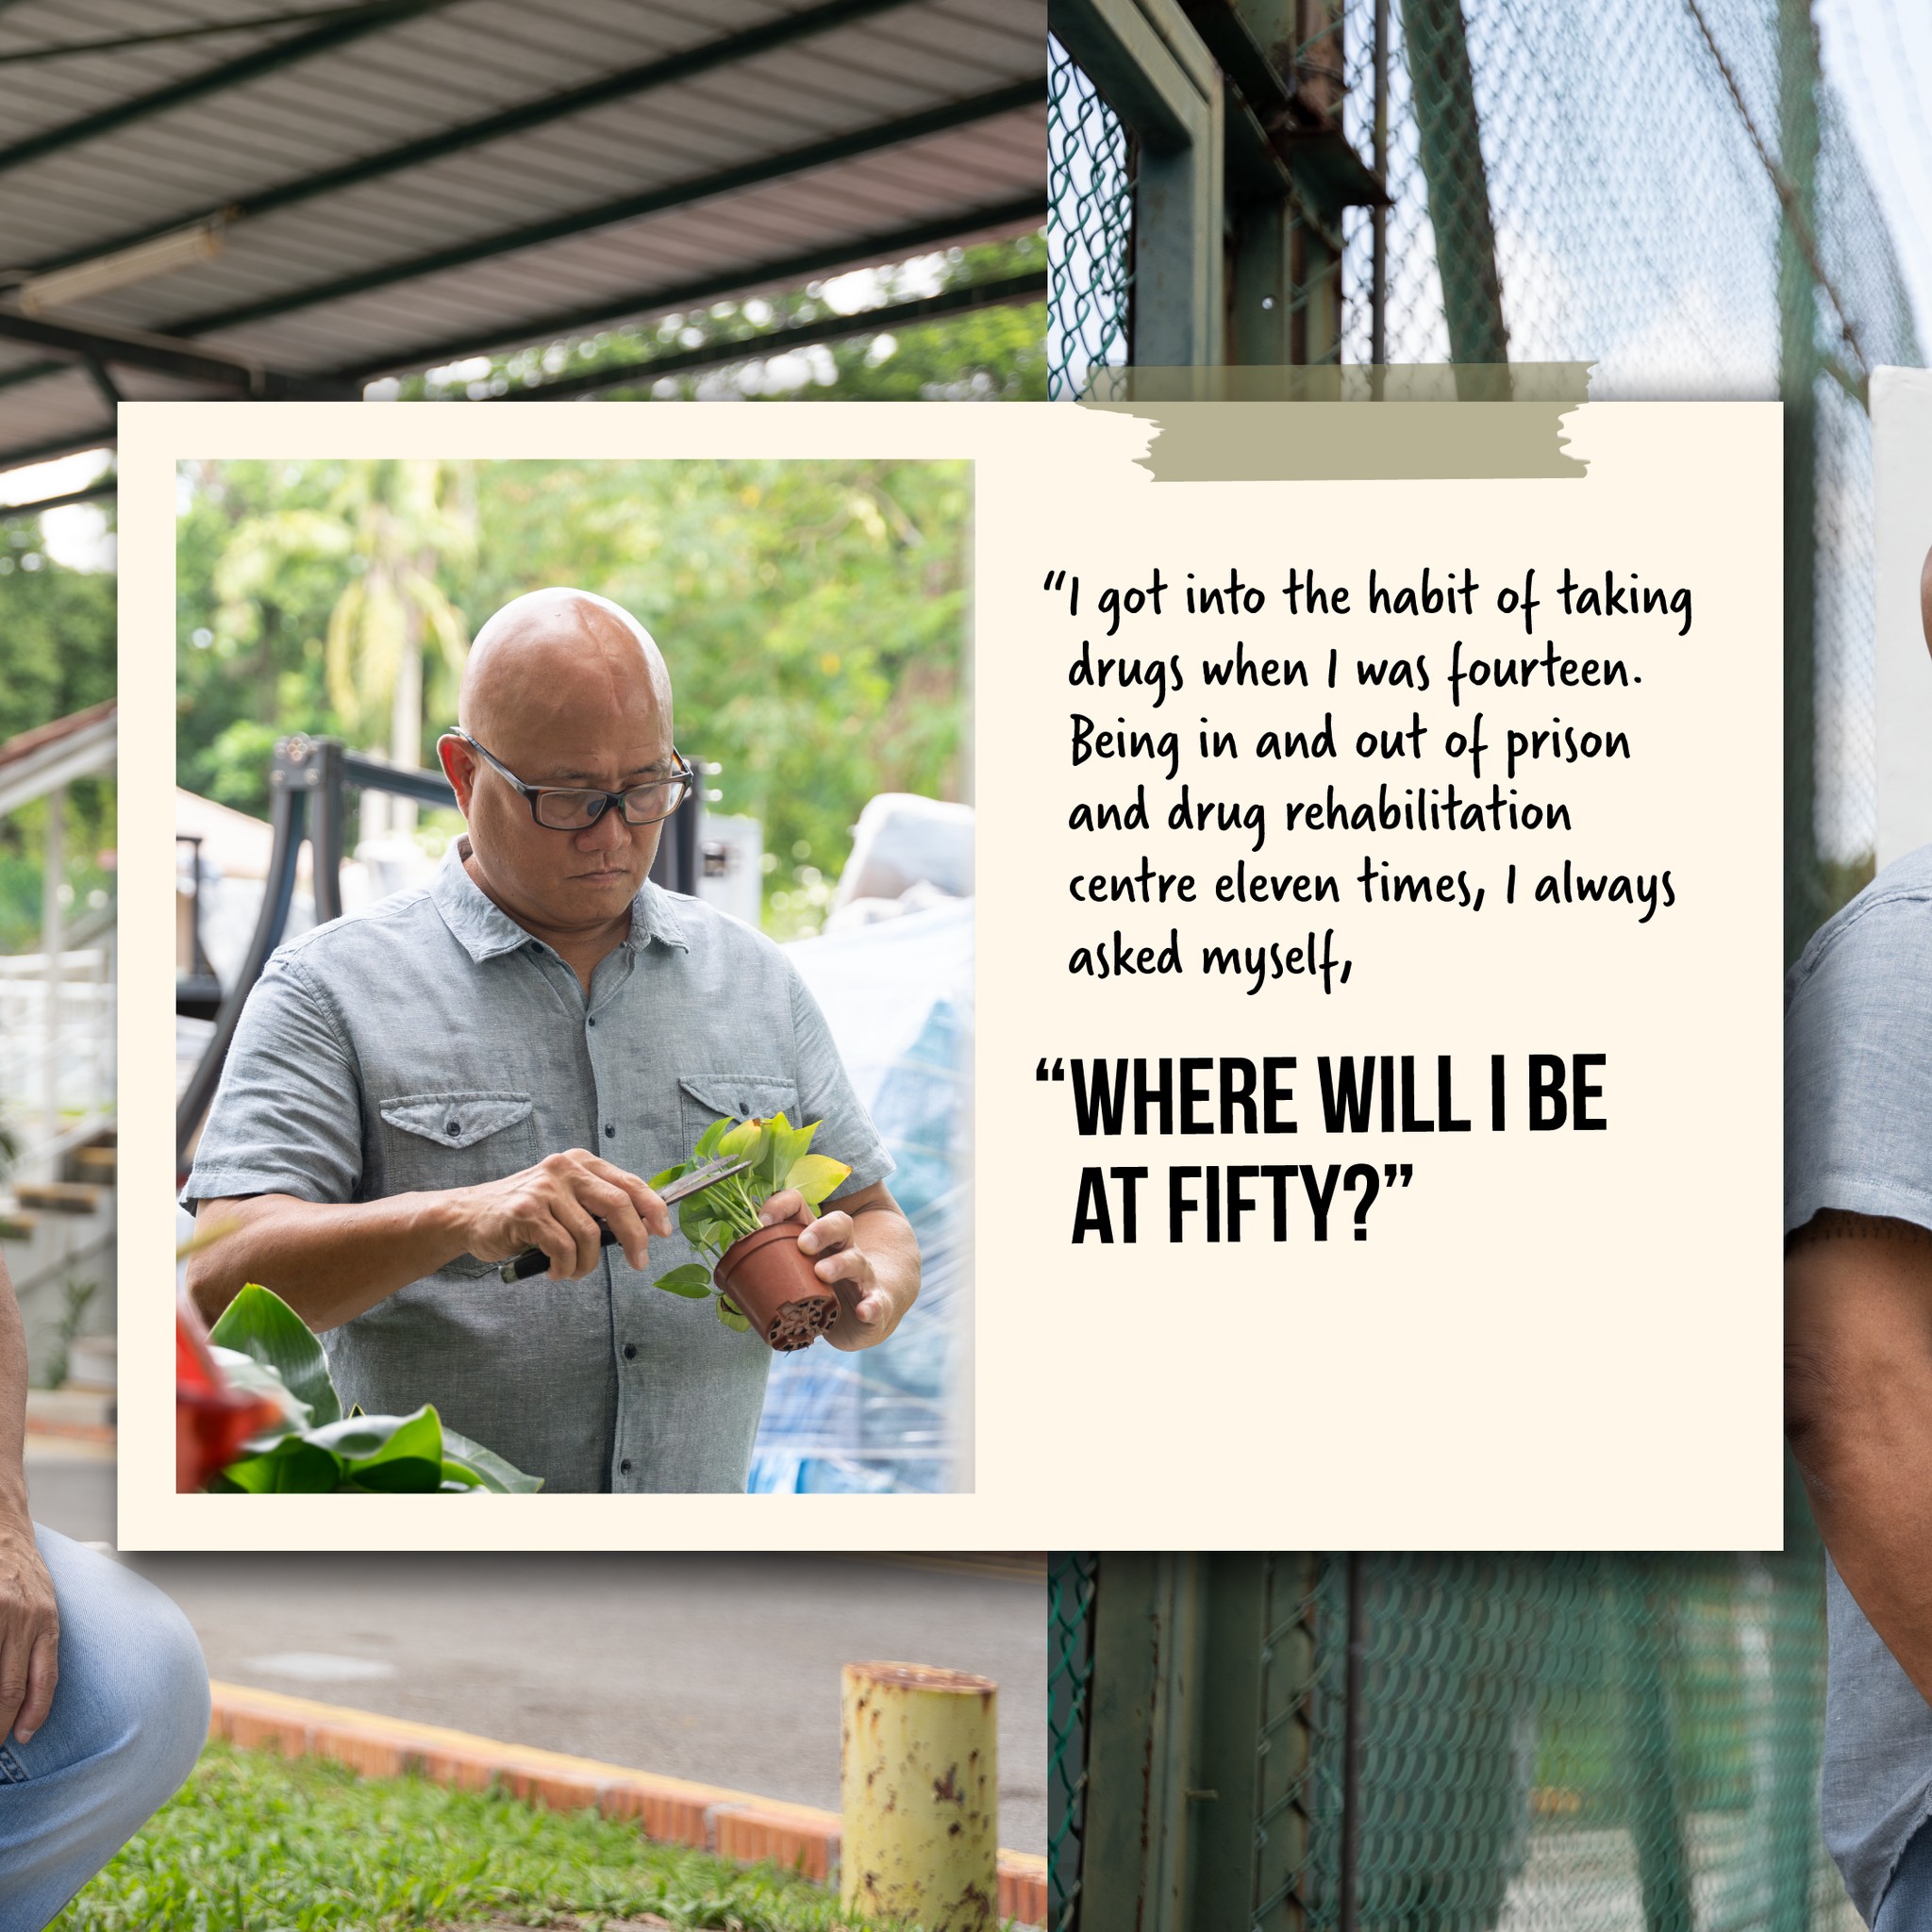 “I got into the habit of taking
drugs when I was fourteen.
Being in and out of prison
and drug rehabilitation
centre eleven times, I always
asked myself,
“WHERE WILL I BE
AT FIFTY?”